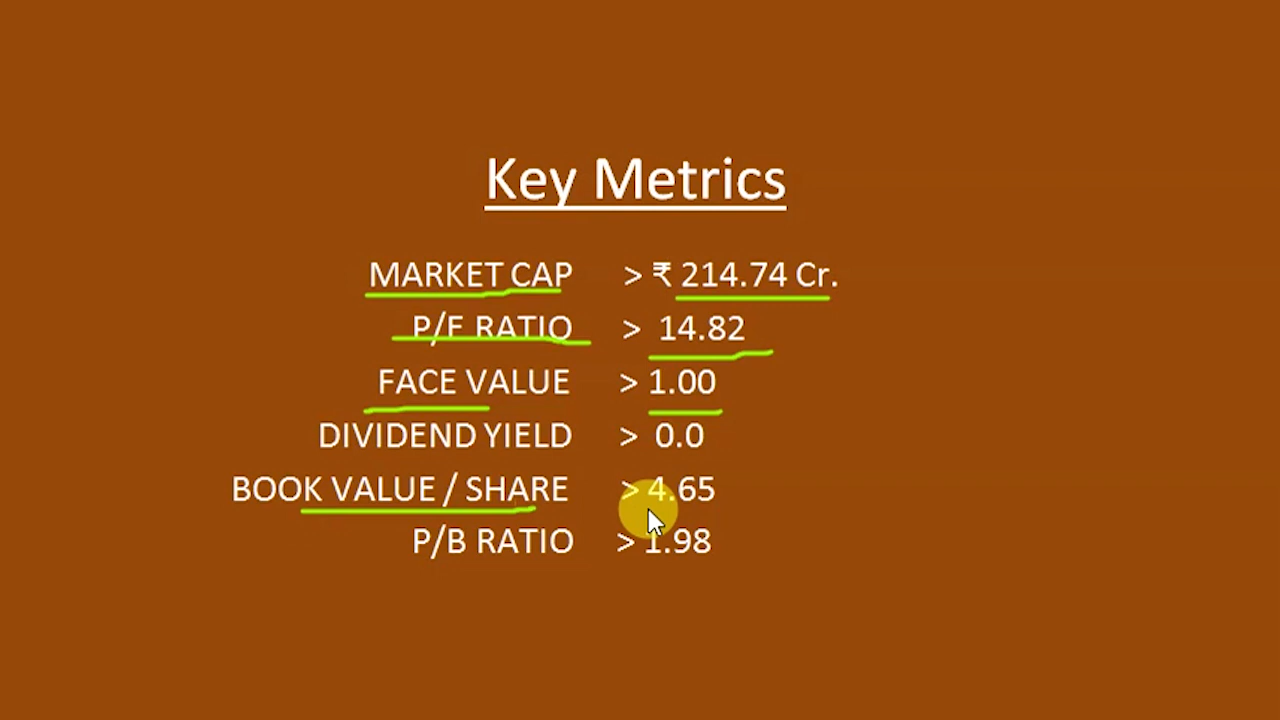 Key Metrics
MARKET CAP > ₹ 214.74 Cr.
P/E RATIO > 14.82
FACE VALUE > 1.00
DIVIDEND YIELD > 0.0
BOOK VALUE / SHARE > 4.65
P/B RATIO > 1.98